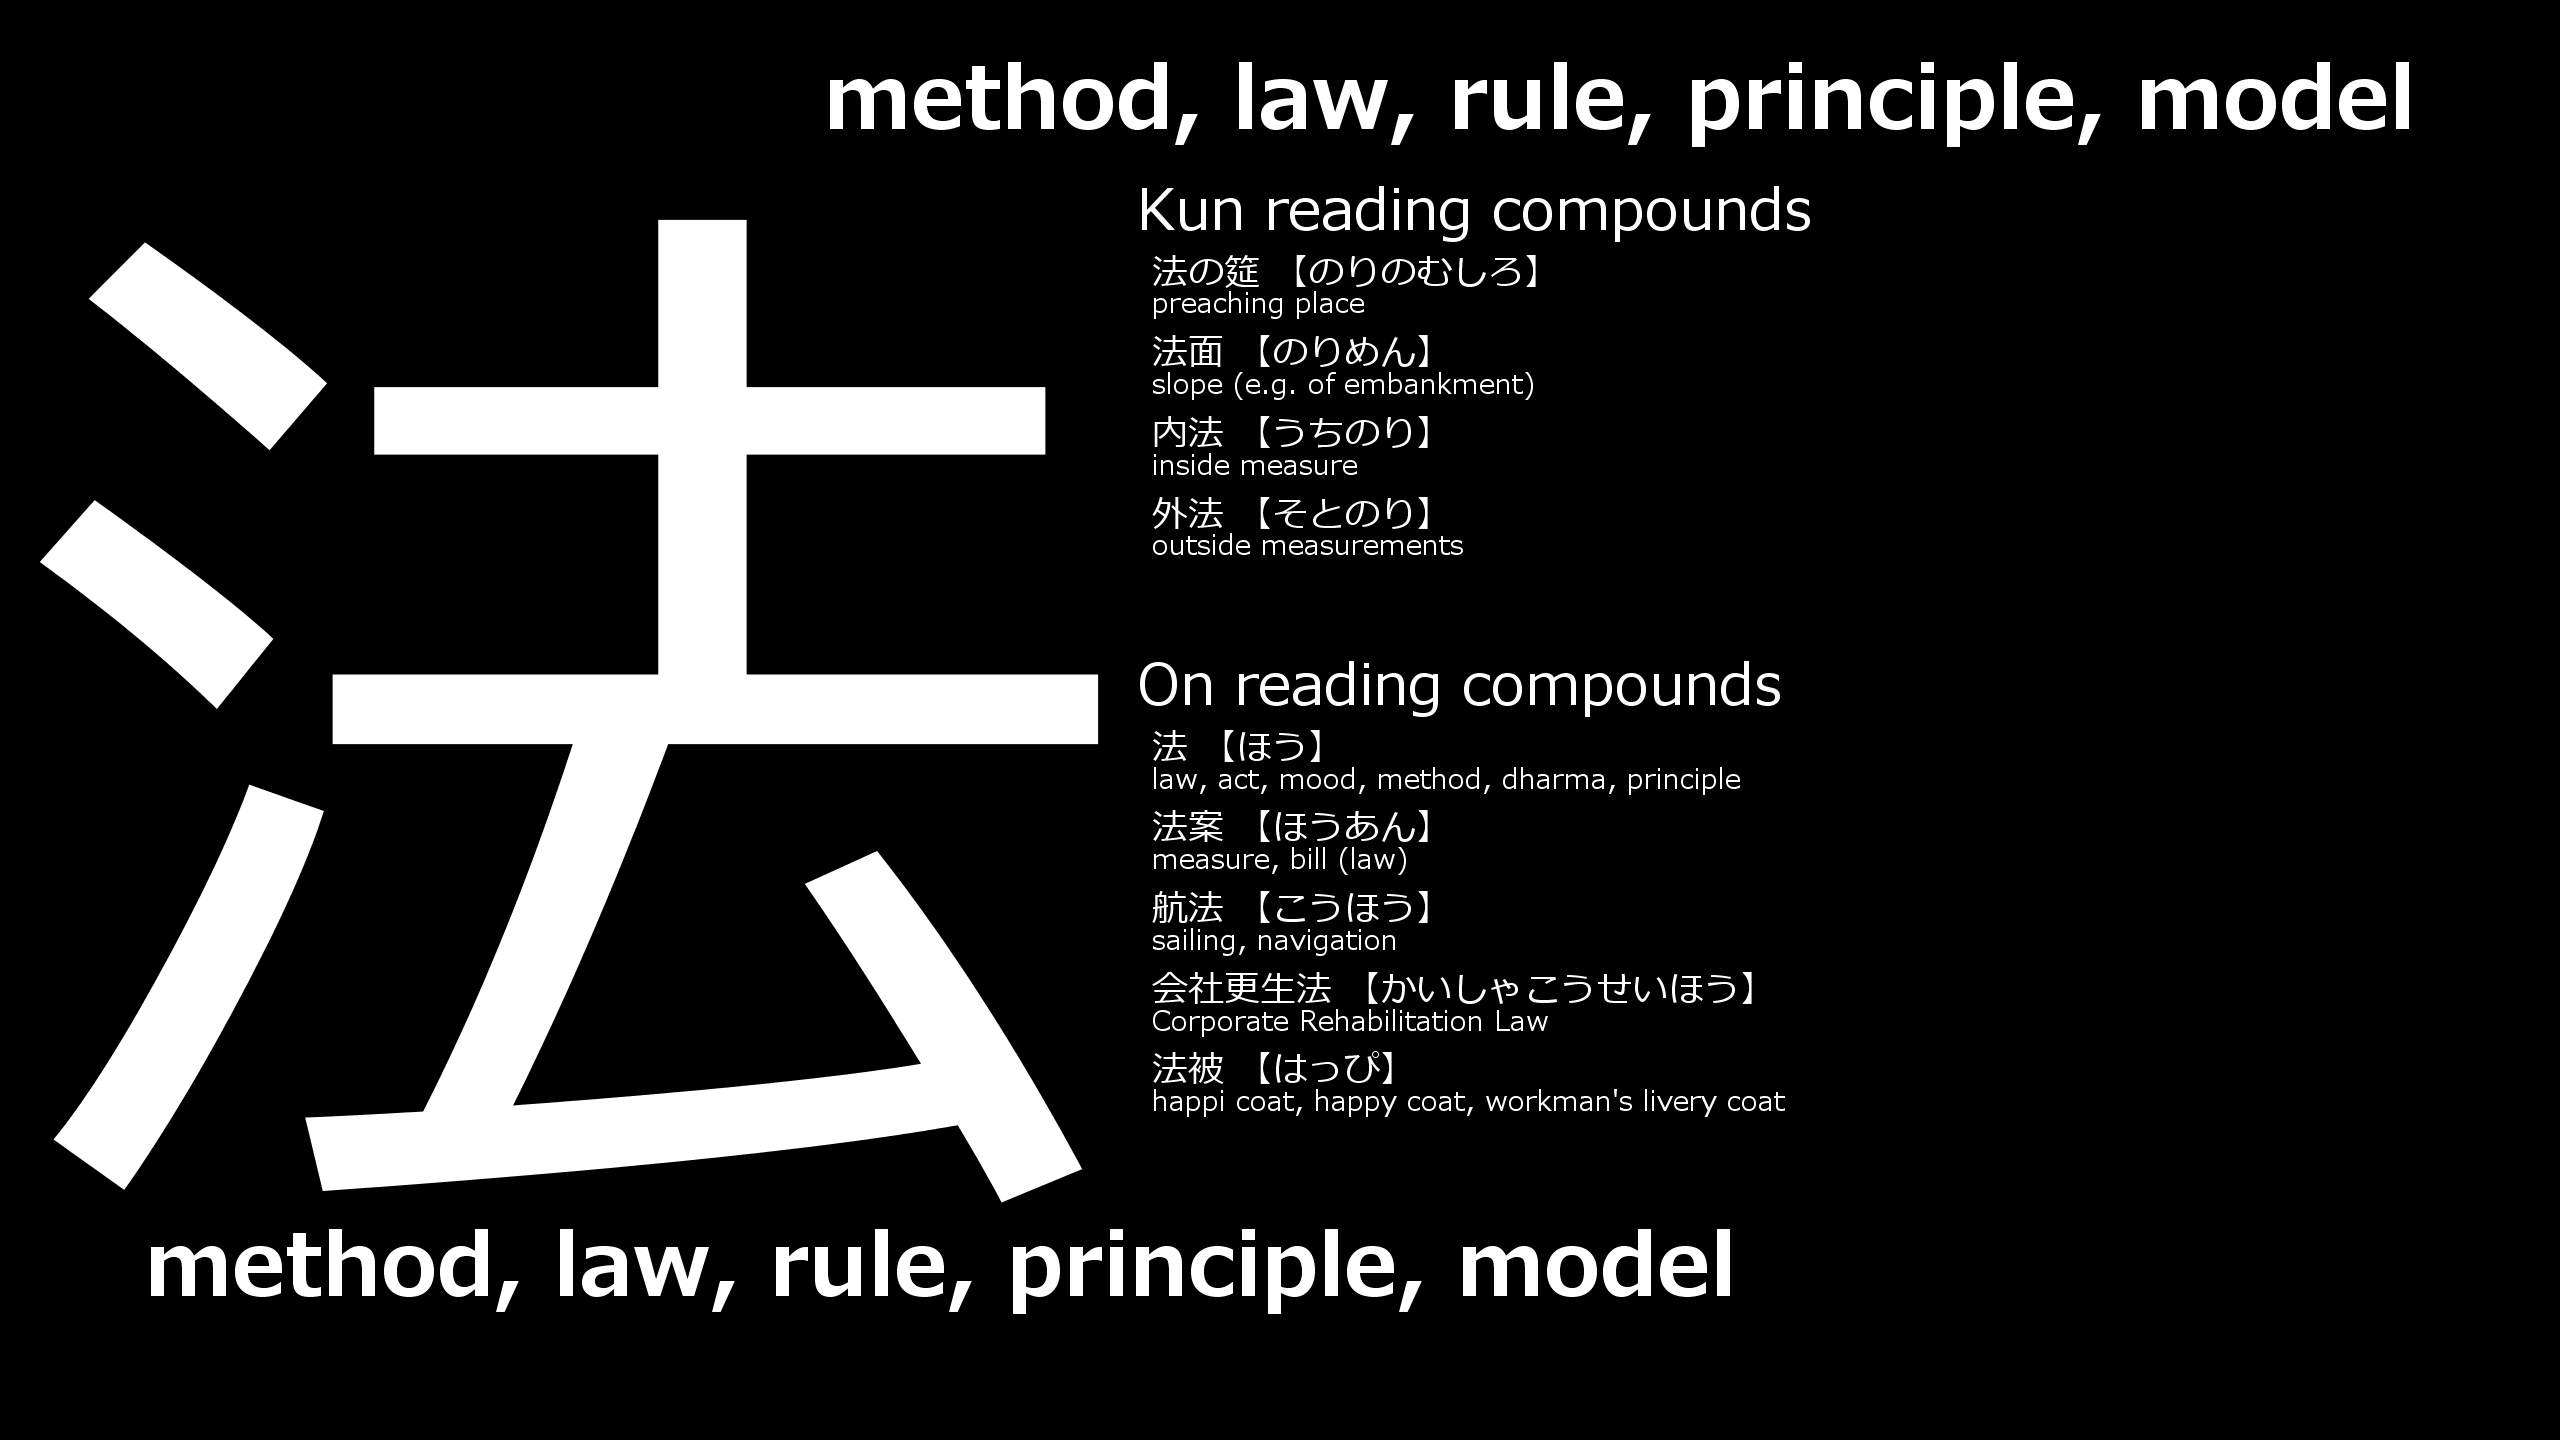 method, law, rule, principle, model
法
Kun reading compounds
法の筵 【のりのむしろ】
preaching place
法面 【のりめん】
slope (e.g. of embankment)
内法 【うちのり】
inside measure
外法 【そとのり】
outside measurements
On reading compounds
法 【ほう】
law, act, mood, method, dharma, principle
法案 【ほうあん】
measure, bill (law)
航法 【こうほう】
sailing, navigation
会社更生法 【かいしゃこうせいほう】
Corporate Rehabilitation Law
法被 【はっぴ】
happi coat, happy coat, workman's livery coat
method, law, rule, principle, model